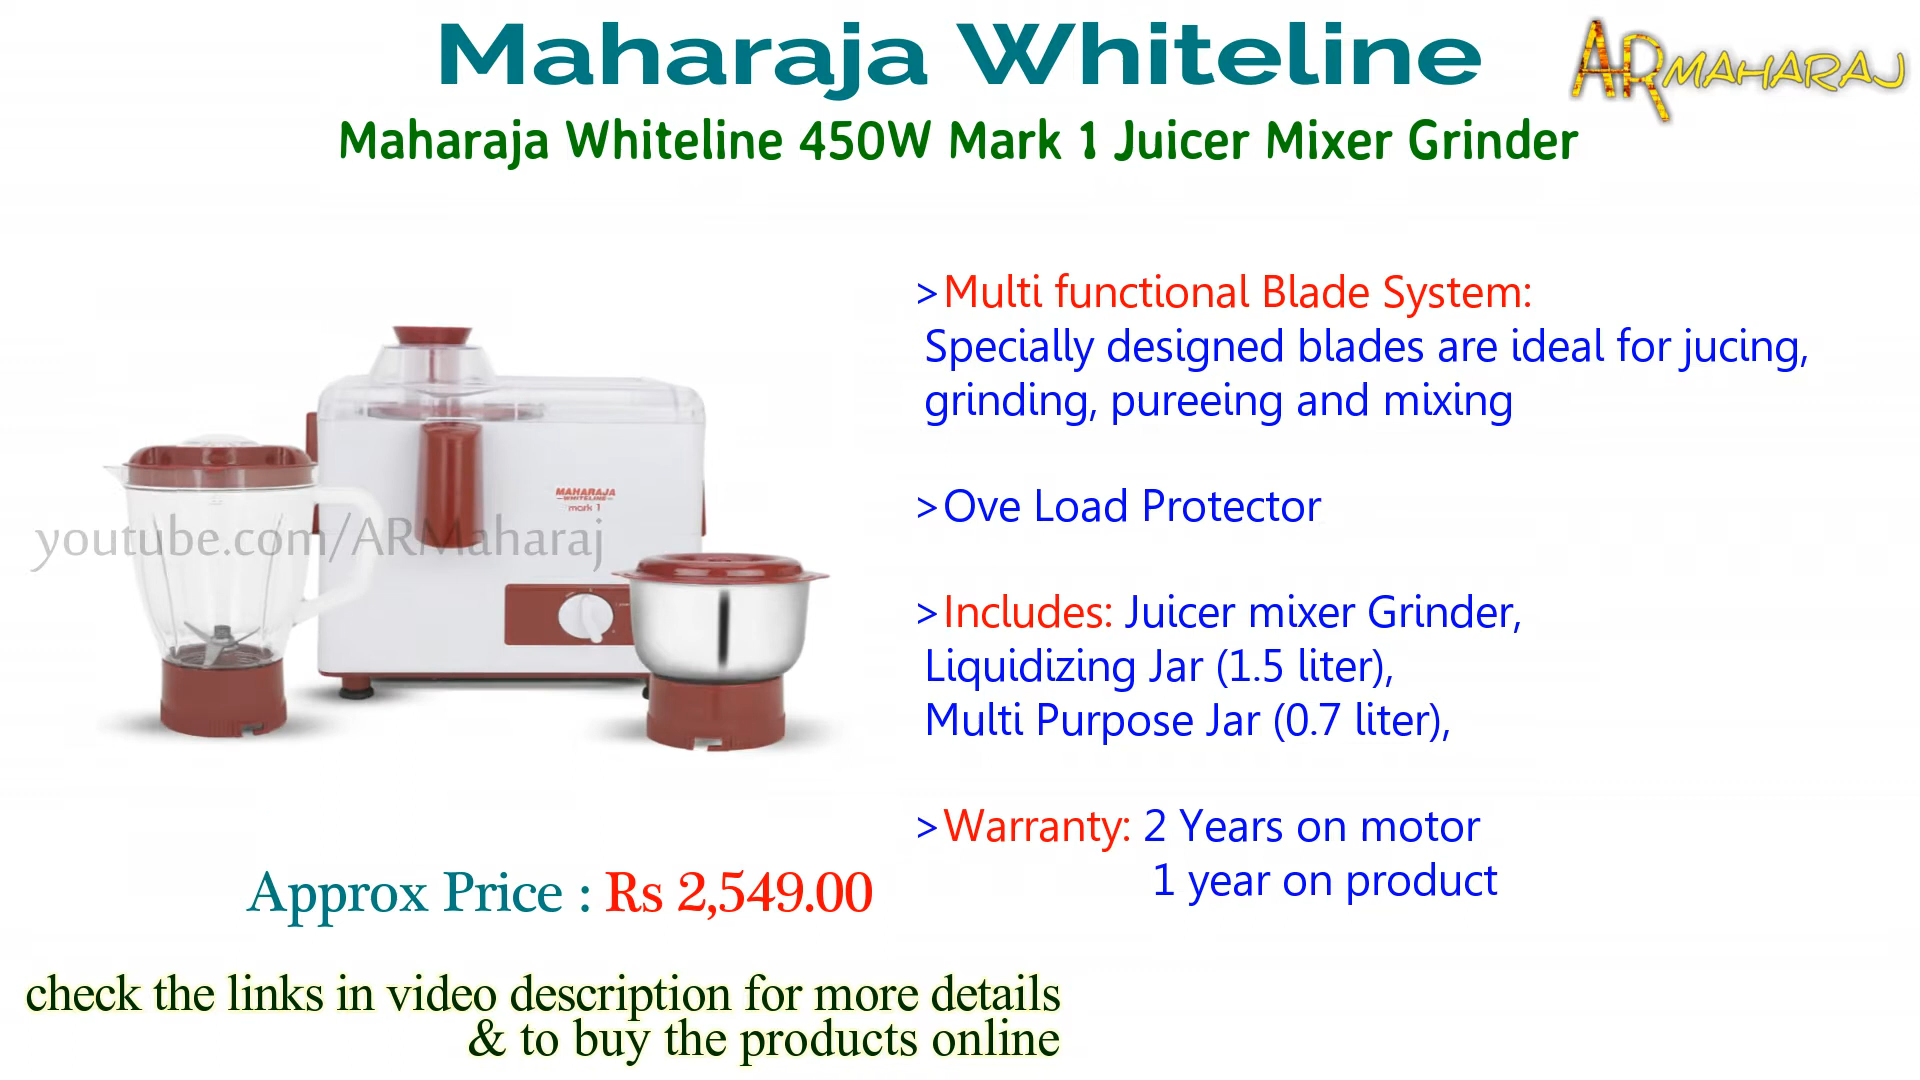 Maharaja Whiteline
ARMAHARAJ
Maharaja Whiteline 450W Mark 1 Juicer Mixer Grinder
>Multi functional Blade System:
Specially designed blades are ideal for jucing,
grinding, pureeing and mixing
>Ove Load Protector
>Includes: Juicer mixer Grinder,
Liquidizing Jar (1.5 liter),
Multi Purpose Jar (0.7 liter),
>Warranty: 2 Years on motor
1 year on product
MAHARAJA
WHITELINE
mark 1
youtube.com/ARMaharaj
Approx Price : Rs 2,549.00
check the links in video description for more details
& to buy the products online